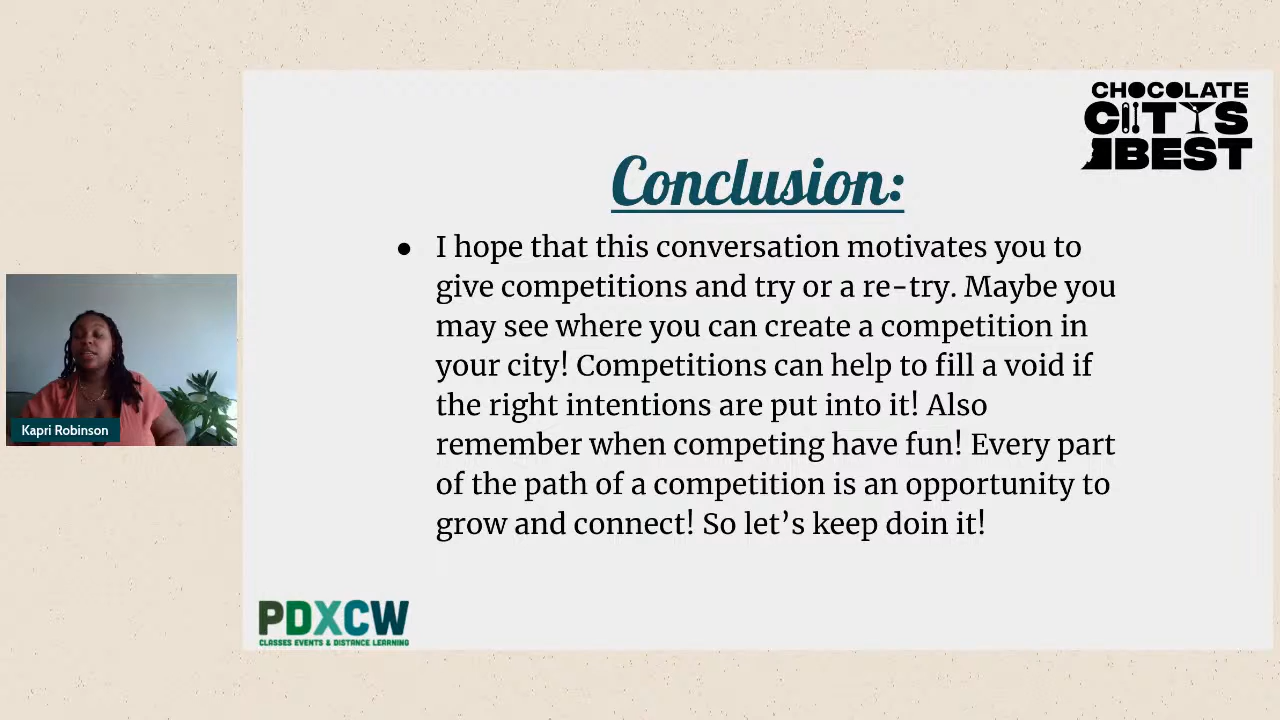 CHOCOLATE
CITYS
BEST
Conclusion:
● I hope that this conversation motivates you to
give competitions and try or a re-try. Maybe you
may see where you can create a competition in
your city! Competitions can help to fill a void if
the right intentions are put into it! Also
remember when competing have fun! Every part
of the path of a competition is an opportunity to
grow and connect! So let’s keep doin it!
Kapri Robinson
PDXCW
CLASSES EVENTS & DISTANCE LEARNING